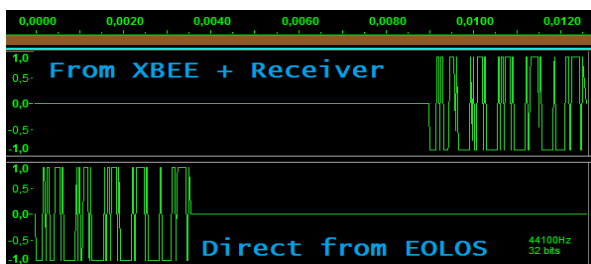 0,0000 0,0020 0,0040 0,0060 0,0080 0,0100 0,0120
1,0
From XBEE + Receiver
0,5
0,0
-0,5
-1,0
1,0
0,5
0,0
-0,5
Direct from EOLOS
44100Hz
32 bits
-1,0